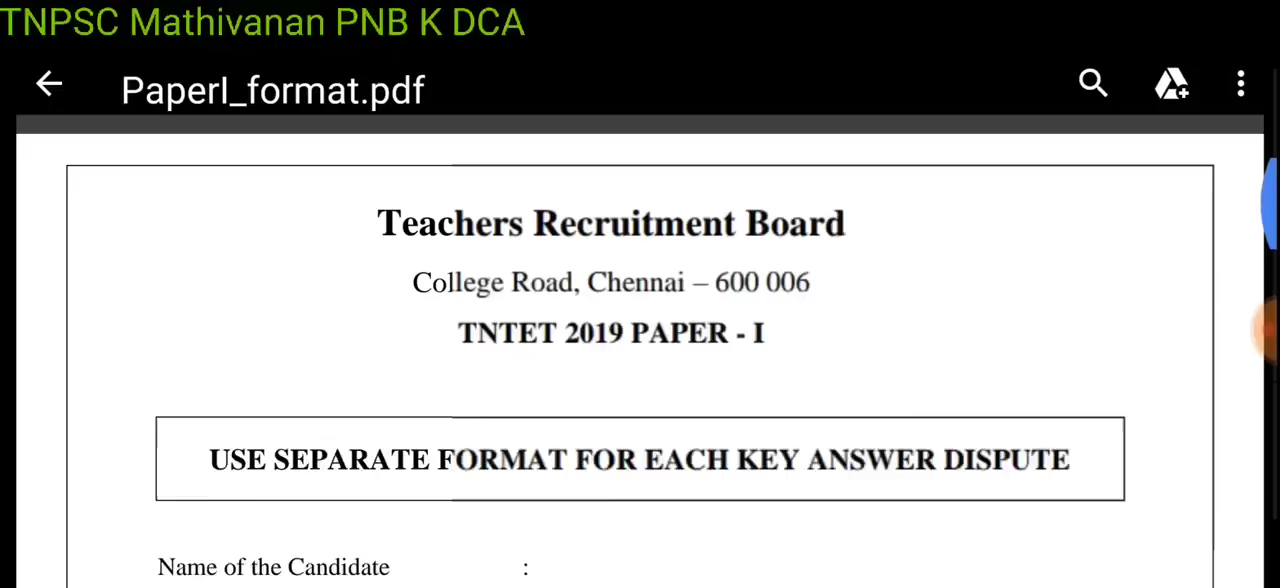 TNPSC Mathivanan PNB K DCA
PaperI_format.pdf
Teachers Recruitment Board
College Road, Chennai – 600 006
TNTET 2019 PAPER - I
USE SEPARATE FORMAT FOR EACH KEY ANSWER DISPUTE
Name of the Candidate :